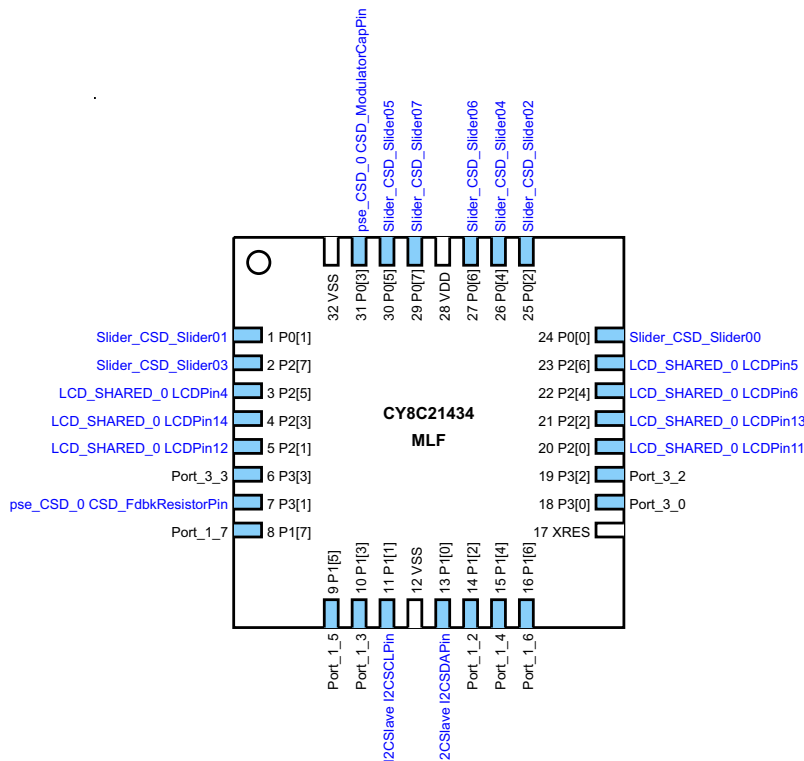 pse_CSD_0 CSD_ModulatorCapPin
Slider_CSD_Slider05
Slider_CSD_Slider07
Slider_CSD_Slider06
Slider_CSD_Slider04
Slider_CSD_Slider02
32 VSS
31 P0[3]
30 P0[5]
29 P0[7]
28 VDD
27 P0[6]
26 P0[4]
25 P0[2]
Slider_CSD_Slider01 1 P0[1]
Slider_CSD_Slider03 2 P2[7]
LCD_SHARED_0 LCDPin4 3 P2[5]
LCD_SHARED_0 LCDPin14 4 P2[3]
LCD_SHARED_0 LCDPin12 5 P2[1]
Port_3_3 6 P3[3]
pse_CSD_0 CSD_FdbkResistorPin 7 P3[1]
Port_1_7 8 P1[7]
CY8C21434
MLF
24 P0[0] Slider_CSD_Slider00
23 P2[6] LCD_SHARED_0 LCDPin5
22 P2[4] LCD_SHARED_0 LCDPin6
21 P2[2] LCD_SHARED_0 LCDPin13
20 P2[0] LCD_SHARED_0 LCDPin11
19 P3[2] Port_3_2
18 P3[0] Port_3_0
17 XRES
9 P1[5]
10 P1[3]
11 P1[1]
12 VSS
13 P1[0]
14 P1[2]
15 P1[4]
16 P1[6]
Port_1_5
Port_1_3
I2CSlave I2CSCLPin
2CSlave I2CSDAPin
Port_1_2
Port_1_4
Port_1_6